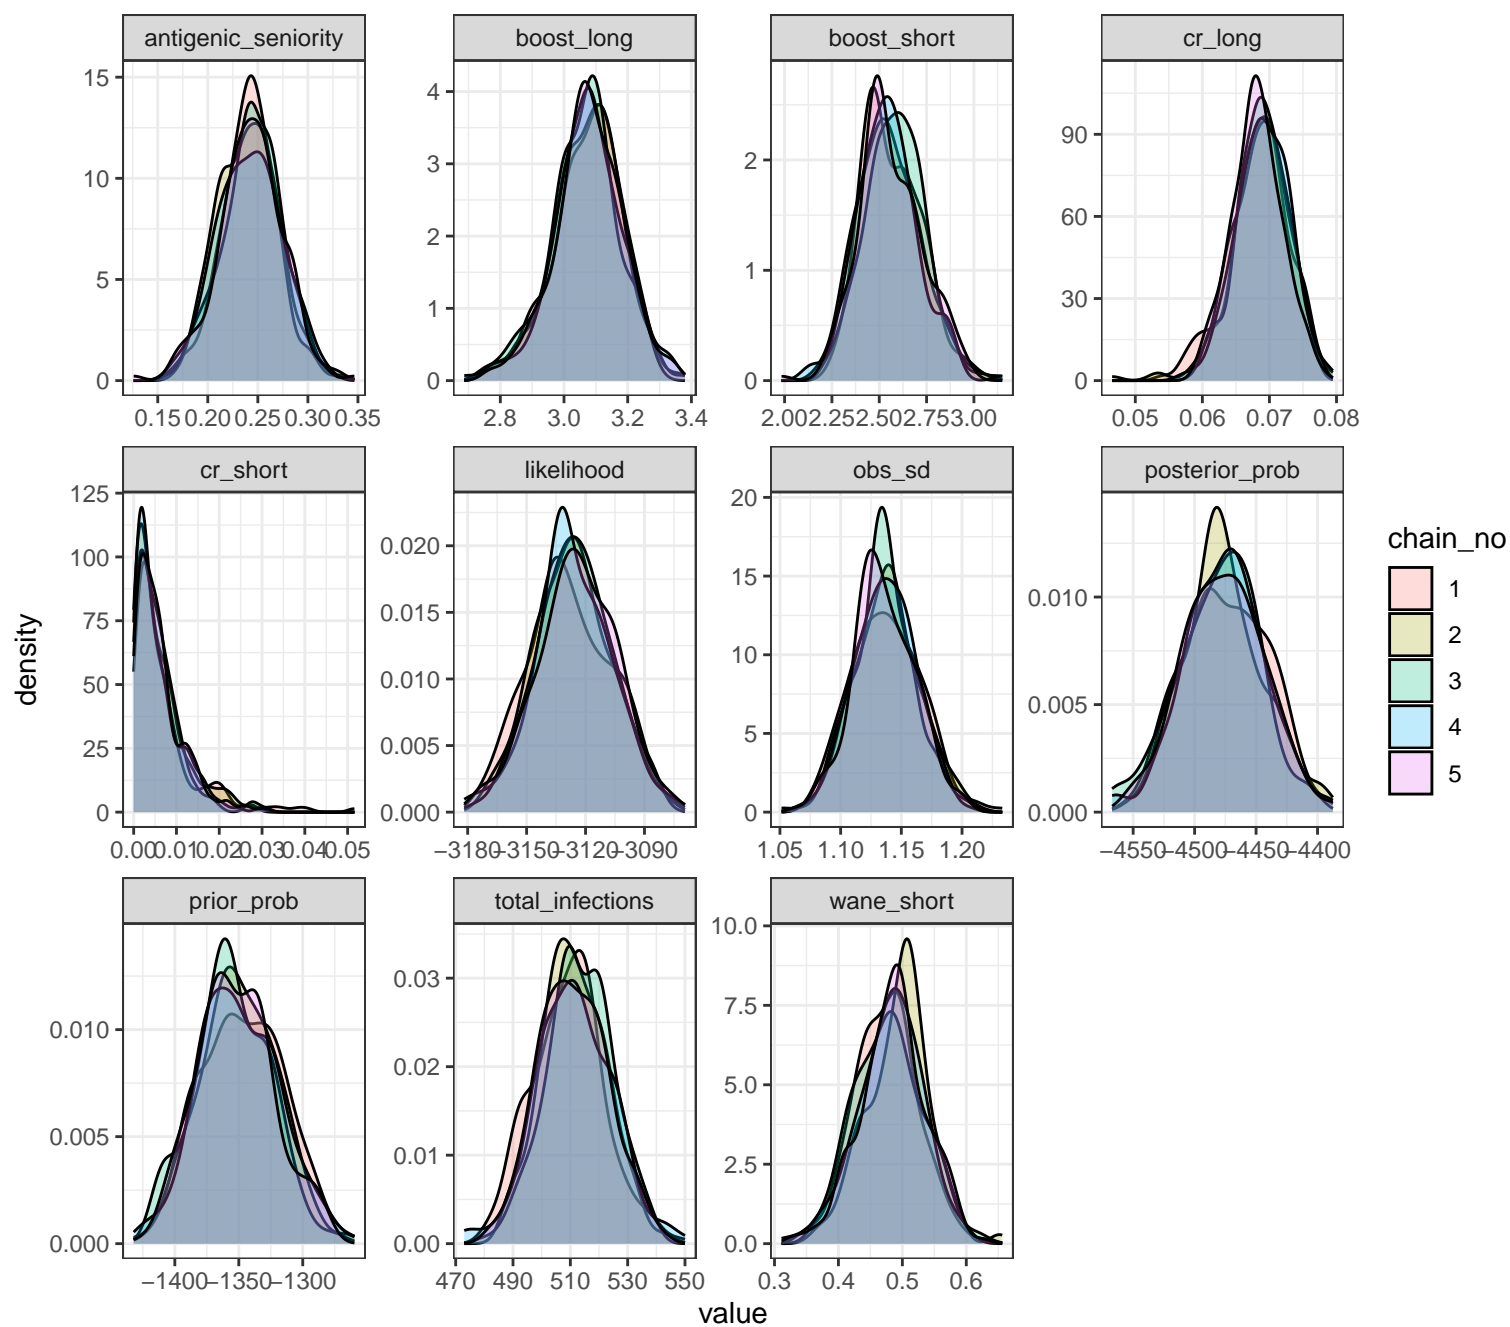 antigenic_seniority
boost_long
boost_short
cr_long
15
10
5
0
0.15 0.20 0.25 0.30 0.35
4
3
2
1
0
2.8 3.0 3.2 3.4
2
1
0
2.00 2.25 2.50 2.75 3.00
90
60
30
0
0.05 0.06 0.07 0.08
cr_short
likelihood
obs_sd
posterior_prob
125
100
75
50
25
0
0.00 0.01 0.02 0.03 0.04 0.05
0.020
0.015
0.010
0.005
0.000
−3180 −3150 −3120 −3090
20
15
10
5
0
1.05 1.10 1.15 1.20
0.010
0.005
0.000
−4550 −4500 −4450 −4400
prior_prob
total_infections
wane_short
0.010
0.005
0.000
−1400 −1350 −1300
0.03
0.02
0.01
0.00
470 490 510 530 550
10.0
7.5
5.0
2.5
0.0
0.3 0.4 0.5 0.6
density
value
chain_no
1
2
3
4
5